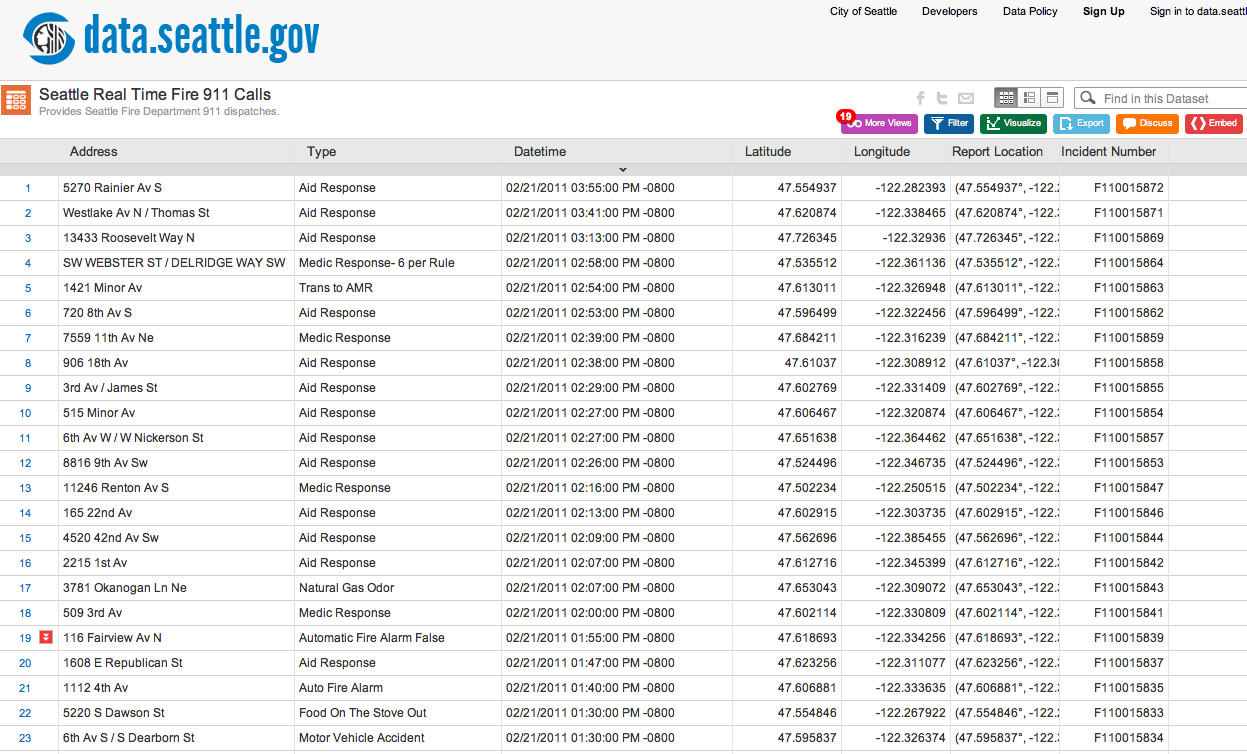 City of Seattle Developers Data Policy Sign Up Sign in to data.seattl
data.seattle.gov
Seattle Real Time Fire 911 Calls
Provides Seattle Fire Department 911 dispatches.
Find in this Dataset
19 More Views Filter Visualize Export Discuss Embed
Address Type Datetime Latitude Longitude Report Location Incident Number
1 5270 Rainier Av S Aid Response 02/21/2011 03:55:00 PM -0800 47.554937 -122.282393 (47.554937°, -122.2 F110015872
2 Westlake Av N / Thomas St Aid Response 02/21/2011 03:41:00 PM -0800 47.620874 -122.338465 (47.620874°, -122.3 F110015871
3 13433 Roosevelt Way N Aid Response 02/21/2011 03:13:00 PM -0800 47.726345 -122.32936 (47.726345°, -122.3 F110015869
4 SW WEBSTER ST / DELRIDGE WAY SW Medic Response- 6 per Rule 02/21/2011 02:58:00 PM -0800 47.535512 -122.361136 (47.535512°, -122.3 F110015864
5 1421 Minor Av Trans to AMR 02/21/2011 02:54:00 PM -0800 47.613011 -122.326948 (47.613011°, -122.3 F110015863
6 720 8th Av S Aid Response 02/21/2011 02:53:00 PM -0800 47.596499 -122.322456 (47.596499°, -122.3 F110015862
7 7559 11th Av Ne Medic Response 02/21/2011 02:39:00 PM -0800 47.684211 -122.316239 (47.684211°, -122.3 F110015859
8 906 18th Av Aid Response 02/21/2011 02:38:00 PM -0800 47.61037 -122.308912 (47.61037°, -122.30 F110015858
9 3rd Av / James St Aid Response 02/21/2011 02:29:00 PM -0800 47.602769 -122.331409 (47.602769°, -122.3 F110015855
10 515 Minor Av Aid Response 02/21/2011 02:27:00 PM -0800 47.606467 -122.320874 (47.606467°, -122.3 F110015854
11 6th Av W / W Nickerson St Aid Response 02/21/2011 02:27:00 PM -0800 47.651638 -122.364462 (47.651638°, -122.3 F110015857
12 8816 9th Av Sw Aid Response 02/21/2011 02:26:00 PM -0800 47.524496 -122.346735 (47.524496°, -122.3 F110015853
13 11246 Renton Av S Medic Response 02/21/2011 02:16:00 PM -0800 47.502234 -122.250515 (47.502234°, -122.2 F110015847
14 165 22nd Av Aid Response 02/21/2011 02:13:00 PM -0800 47.602915 -122.303735 (47.602915°, -122.3 F110015846
15 4520 42nd Av Sw Aid Response 02/21/2011 02:09:00 PM -0800 47.562696 -122.385455 (47.562696°, -122.3 F110015844
16 2215 1st Av Aid Response 02/21/2011 02:07:00 PM -0800 47.612716 -122.345399 (47.612716°, -122.3 F110015842
17 3781 Okanogan Ln Ne Natural Gas Odor 02/21/2011 02:07:00 PM -0800 47.653043 -122.309072 (47.653043°, -122.3 F110015843
18 509 3rd Av Medic Response 02/21/2011 02:00:00 PM -0800 47.602114 -122.330809 (47.602114°, -122.3 F110015841
19 116 Fairview Av N Automatic Fire Alarm False 02/21/2011 01:55:00 PM -0800 47.618693 -122.334256 (47.618693°, -122.3 F110015839
20 1608 E Republican St Aid Response 02/21/2011 01:47:00 PM -0800 47.623256 -122.311077 (47.623256°, -122.3 F110015837
21 1112 4th Av Auto Fire Alarm 02/21/2011 01:40:00 PM -0800 47.606881 -122.333635 (47.606881°, -122.3 F110015835
22 5220 S Dawson St Food On The Stove Out 02/21/2011 01:30:00 PM -0800 47.554846 -122.267922 (47.554846°, -122.2 F110015833
23 6th Av S / S Dearborn St Motor Vehicle Accident 02/21/2011 01:30:00 PM -0800 47.595837 -122.326374 (47.595837°, -122.3 F110015834